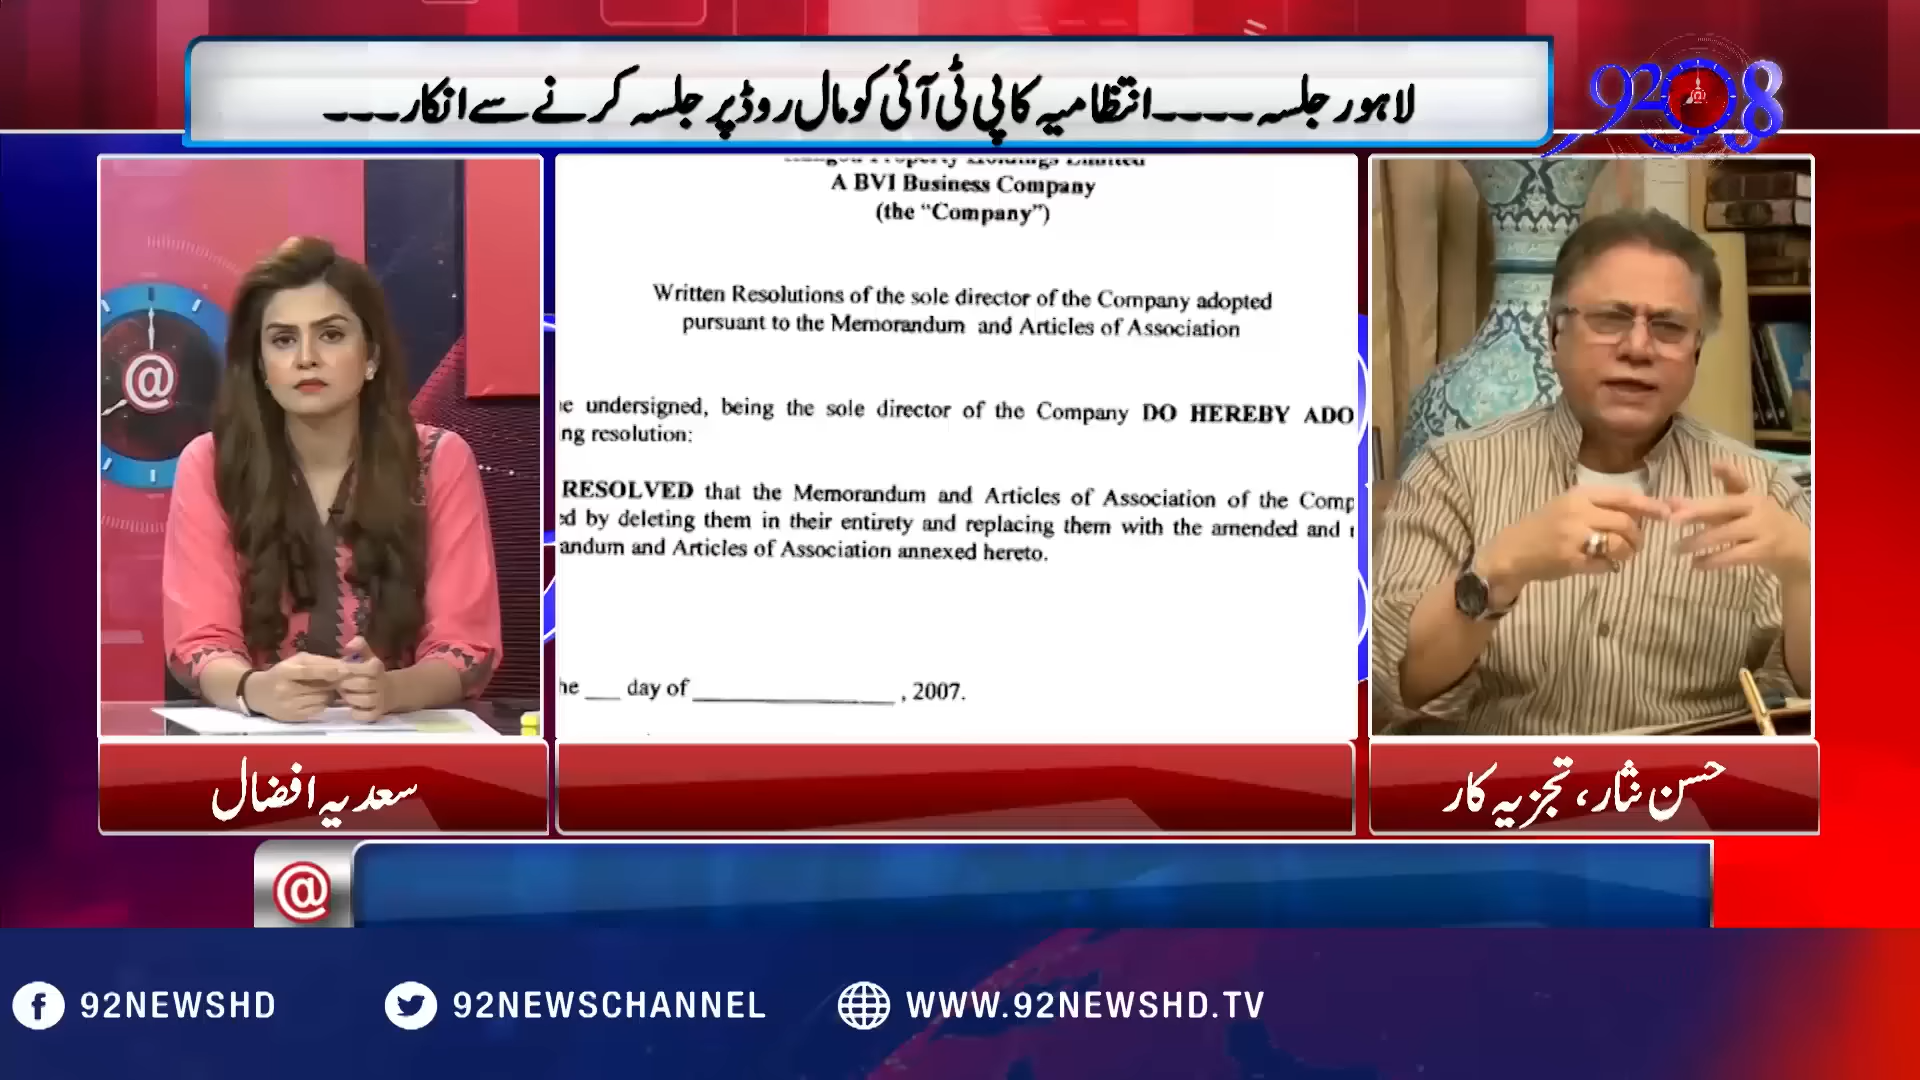 لاہور جلسہ۔۔۔۔انتظامیہ کا پی ٹی آئی کو مال روڈ پر جلسہ کرنے سے انکار۔۔۔
92@8
Property Holdings Limited
A BVI Business Company
(the “Company”)
Written Resolutions of the sole director of the Company adopted
pursuant to the Memorandum and Articles of Association
e undersigned, being the sole director of the Company DO HEREBY ADO
ng resolution:
RESOLVED that the Memorandum and Articles of Association of the Comp
ed by deleting them in their entirety and replacing them with the amended and r
andum and Articles of Association annexed hereto.
he ___ day of ________________, 2007.
@
سعدیہ افضال
حسن نثار، تجزیہ کار
@
92NEWSHD
92NEWSCHANNEL
WWW.92NEWSHD.TV